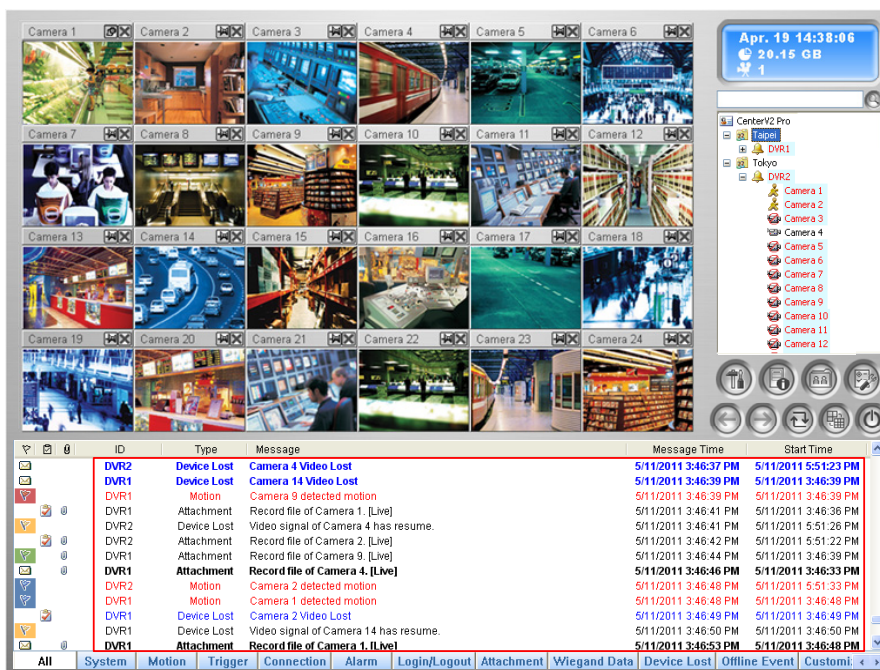 Camera 1 Camera 2 Camera 3 Camera 4 Camera 5 Camera 6
Camera 7 Camera 8 Camera 9 Camera 10 Camera 11 Camera 12
Camera 13 Camera 14 Camera 15 Camera 16 Camera 17 Camera 18
Camera 19 Camera 20 Camera 21 Camera 22 Camera 23 Camera 24
Apr. 19 14:38:06
20.15 GB
1
CenterV2 Pro
Taipei
DVR1
Tokyo
DVR2
Camera 1
Camera 2
Camera 3
Camera 4
Camera 5
Camera 6
Camera 7
Camera 8
Camera 9
Camera 10
Camera 11
Camera 12
ID Type Message Message Time Start Time
DVR2 Device Lost Camera 4 Video Lost 5/11/2011 3:46:37 PM 5/11/2011 5:51:23 PM
DVR1 Device Lost Camera 14 Video Lost 5/11/2011 3:46:39 PM 5/11/2011 3:46:39 PM
DVR1 Motion Camera 9 detected motion 5/11/2011 3:46:39 PM 5/11/2011 3:46:39 PM
DVR1 Attachment Record file of Camera 1. [Live] 5/11/2011 3:46:41 PM 5/11/2011 3:46:36 PM
DVR2 Device Lost Video signal of Camera 4 has resume. 5/11/2011 3:46:41 PM 5/11/2011 5:51:26 PM
DVR2 Attachment Record file of Camera 2. [Live] 5/11/2011 3:46:42 PM 5/11/2011 5:51:22 PM
DVR1 Attachment Record file of Camera 9. [Live] 5/11/2011 3:46:44 PM 5/11/2011 3:46:39 PM
DVR1 Attachment Record file of Camera 4. [Live] 5/11/2011 3:46:46 PM 5/11/2011 3:46:33 PM
DVR2 Motion Camera 2 detected motion 5/11/2011 3:46:48 PM 5/11/2011 5:51:33 PM
DVR1 Motion Camera 1 detected motion 5/11/2011 3:46:48 PM 5/11/2011 3:46:48 PM
DVR1 Device Lost Camera 2 Video Lost 5/11/2011 3:46:49 PM 5/11/2011 3:46:49 PM
DVR1 Device Lost Video signal of Camera 14 has resume. 5/11/2011 3:46:50 PM 5/11/2011 3:46:50 PM
DVR1 Attachment Record file of Camera 1. [Live] 5/11/2011 3:46:53 PM 5/11/2011 3:46:53 PM
All System Motion Trigger Connection Alarm Login/Logout Attachment Wiegand Data Device Lost Offline Event Customi